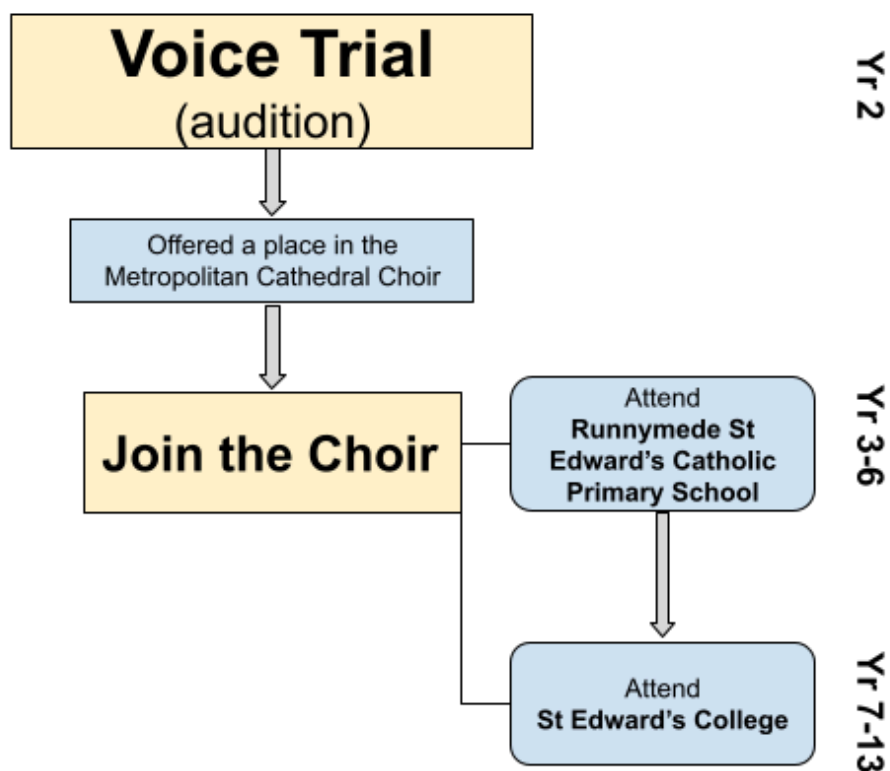 Voice Trial
(audition)
Yr 2
Offered a place in the
Metropolitan Cathedral Choir
Join the Choir
Attend
Runnymede St
Edward's Catholic
Primary School
Yr 3-6
Attend
St Edward's College
Yr 7-13